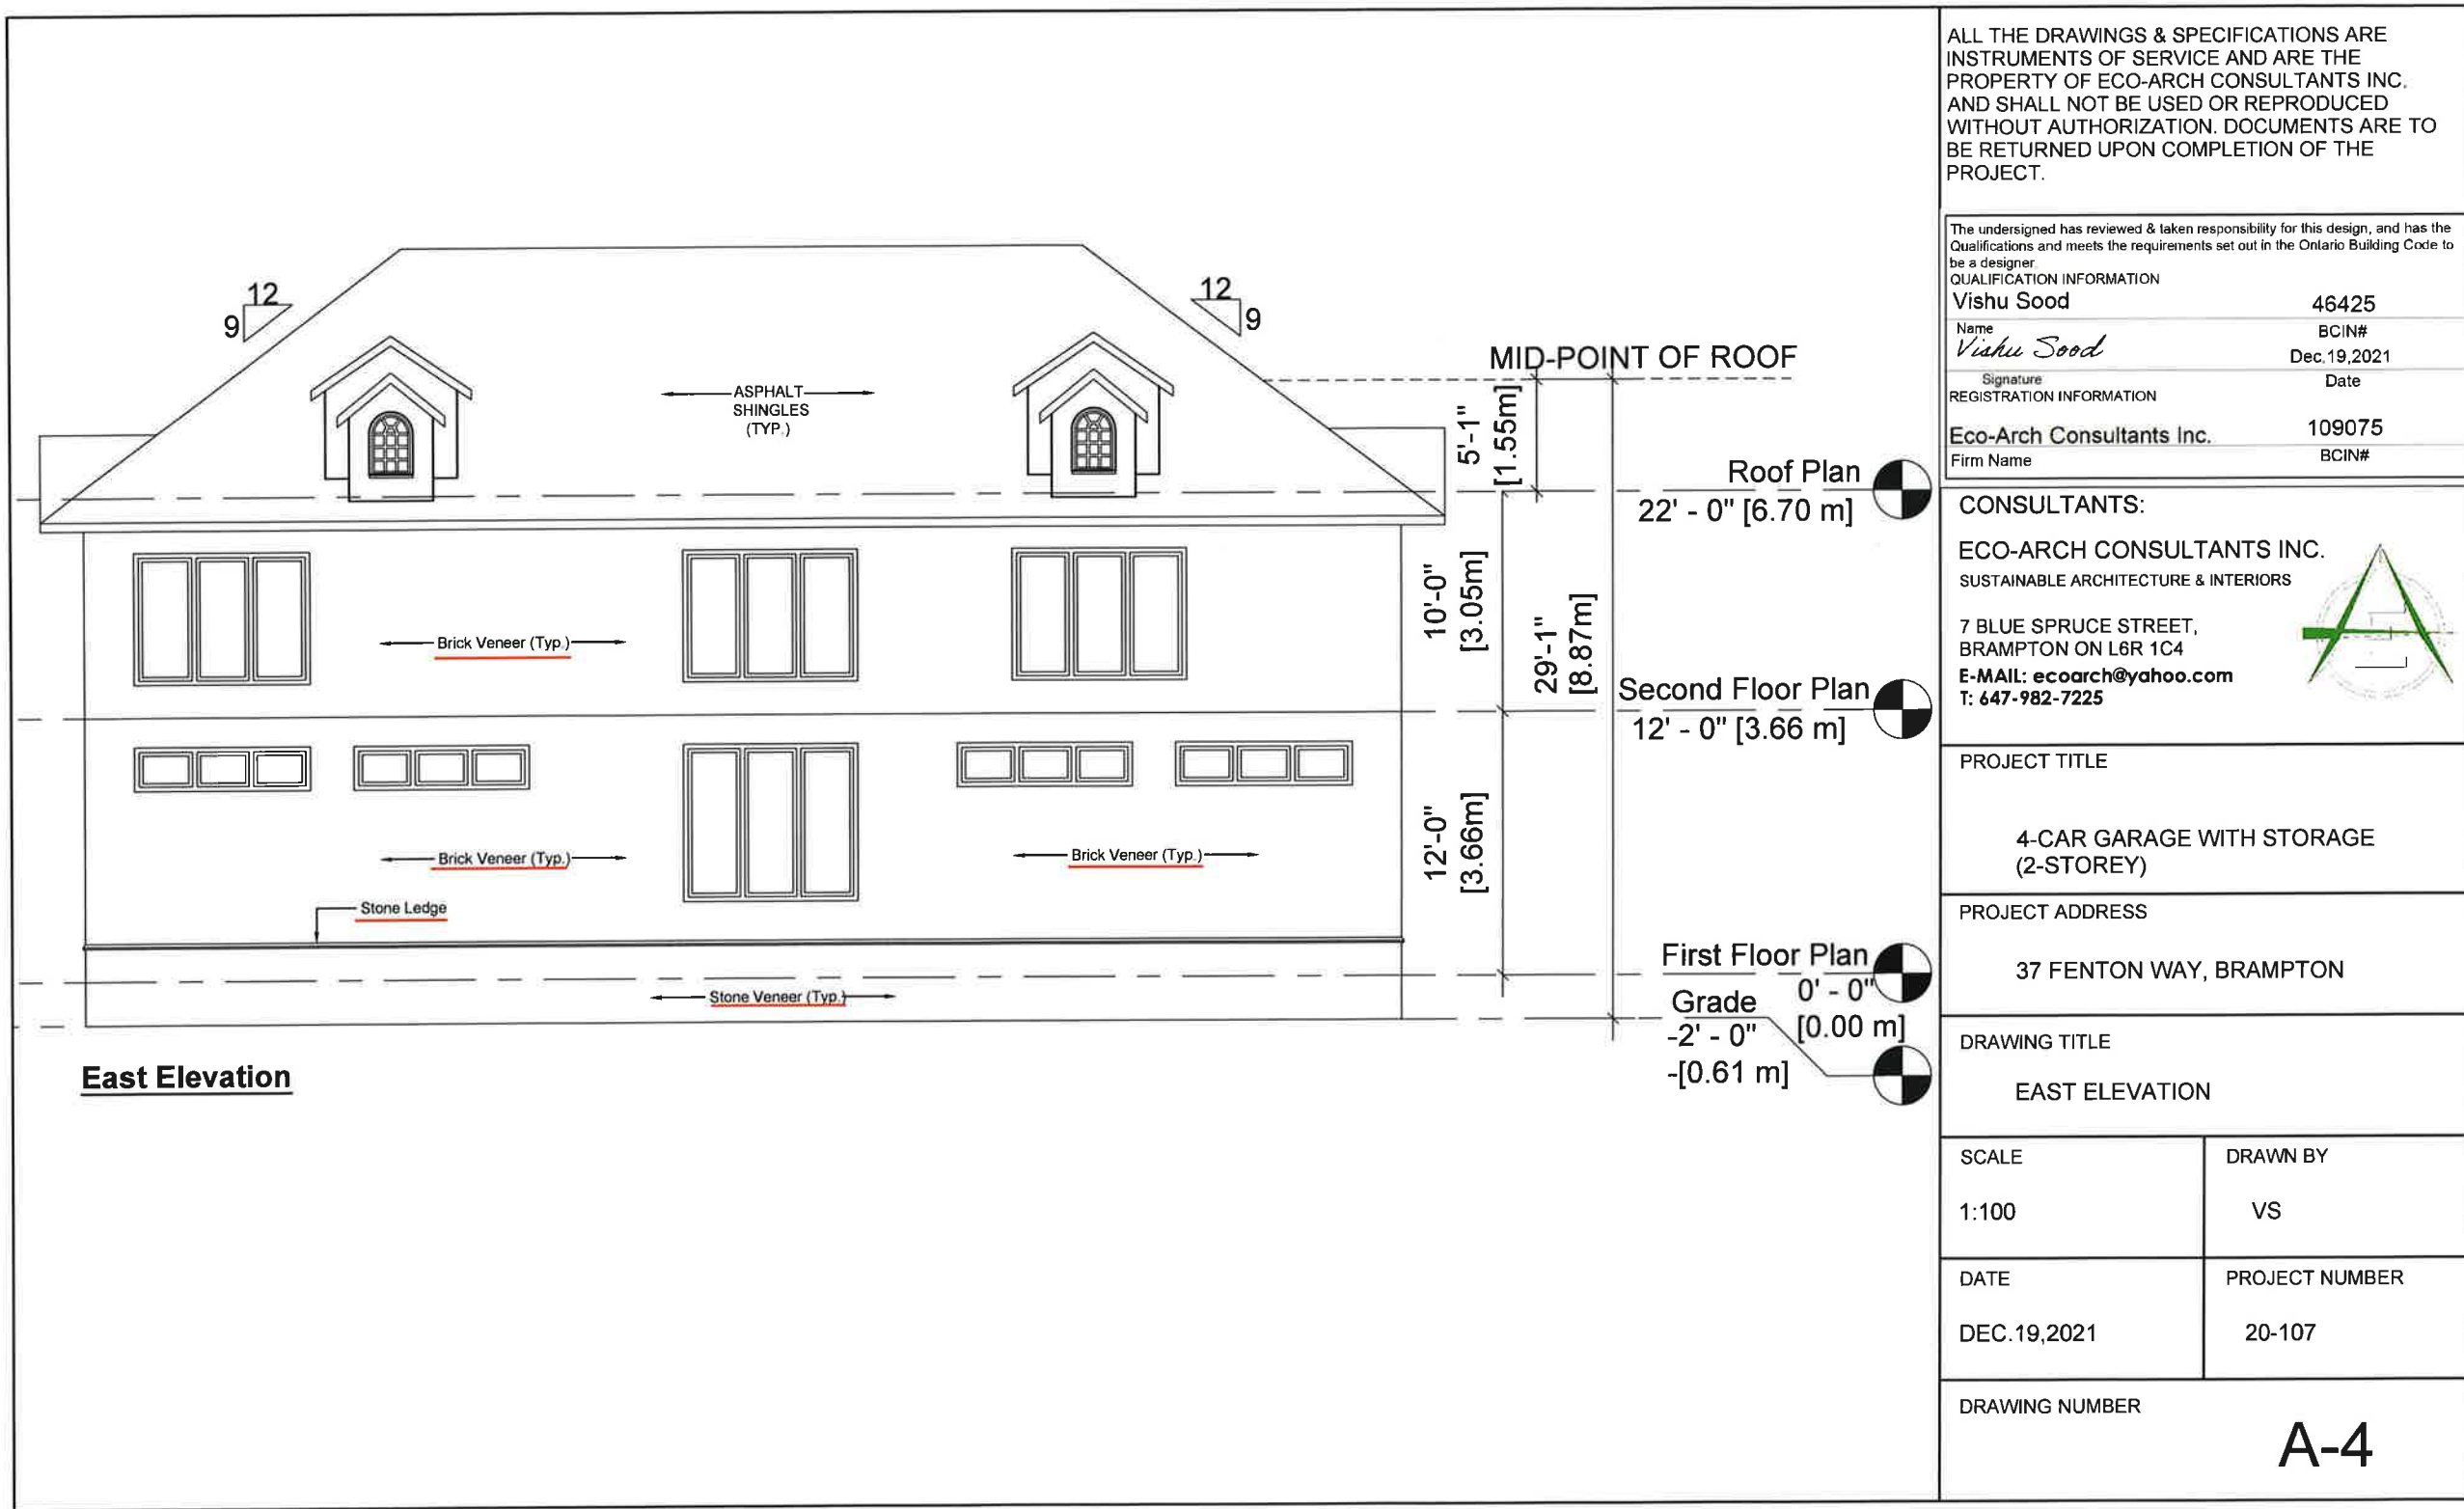 12
9
12
9
ASPHALT
SHINGLES
(TYP.)
MID-POINT OF ROOF
5'-1"
[1.55m]
Roof Plan
22' - 0" [6.70 m]
10'-0"
[3.05m]
29'-1"
[8.87m]
Brick Veneer (Typ.)
Second Floor Plan
12' - 0" [3.66 m]
12'-0"
[3.66m]
Brick Veneer (Typ.)
Brick Veneer (Typ.)
Stone Ledge
First Floor Plan
0' - 0"
[0.00 m]
Stone Veneer (Typ.)
Grade
-2' - 0"
-[0.61 m]
East Elevation
ALL THE DRAWINGS & SPECIFICATIONS ARE
INSTRUMENTS OF SERVICE AND ARE THE
PROPERTY OF ECO-ARCH CONSULTANTS INC.
AND SHALL NOT BE USED OR REPRODUCED
WITHOUT AUTHORIZATION. DOCUMENTS ARE TO
BE RETURNED UPON COMPLETION OF THE
PROJECT.
The undersigned has reviewed & taken responsibility for this design, and has the
Qualifications and meets the requirements set out in the Ontario Building Code to
be a designer.
QUALIFICATION INFORMATION
Vishu Sood 46425
Name BCIN#
Vishu Sood Dec.19,2021
Signature Date
REGISTRATION INFORMATION
Eco-Arch Consultants Inc. 109075
Firm Name BCIN#
CONSULTANTS:
ECO-ARCH CONSULTANTS INC.
SUSTAINABLE ARCHITECTURE & INTERIORS
7 BLUE SPRUCE STREET,
BRAMPTON ON L6R 1C4
E-MAIL: ecoarch@yahoo.com
T: 647-982-7225
PROJECT TITLE
4-CAR GARAGE WITH STORAGE
(2-STOREY)
PROJECT ADDRESS
37 FENTON WAY, BRAMPTON
DRAWING TITLE
EAST ELEVATION
SCALE
1:100
DRAWN BY
VS
DATE
DEC.19,2021
PROJECT NUMBER
20-107
DRAWING NUMBER
A-4